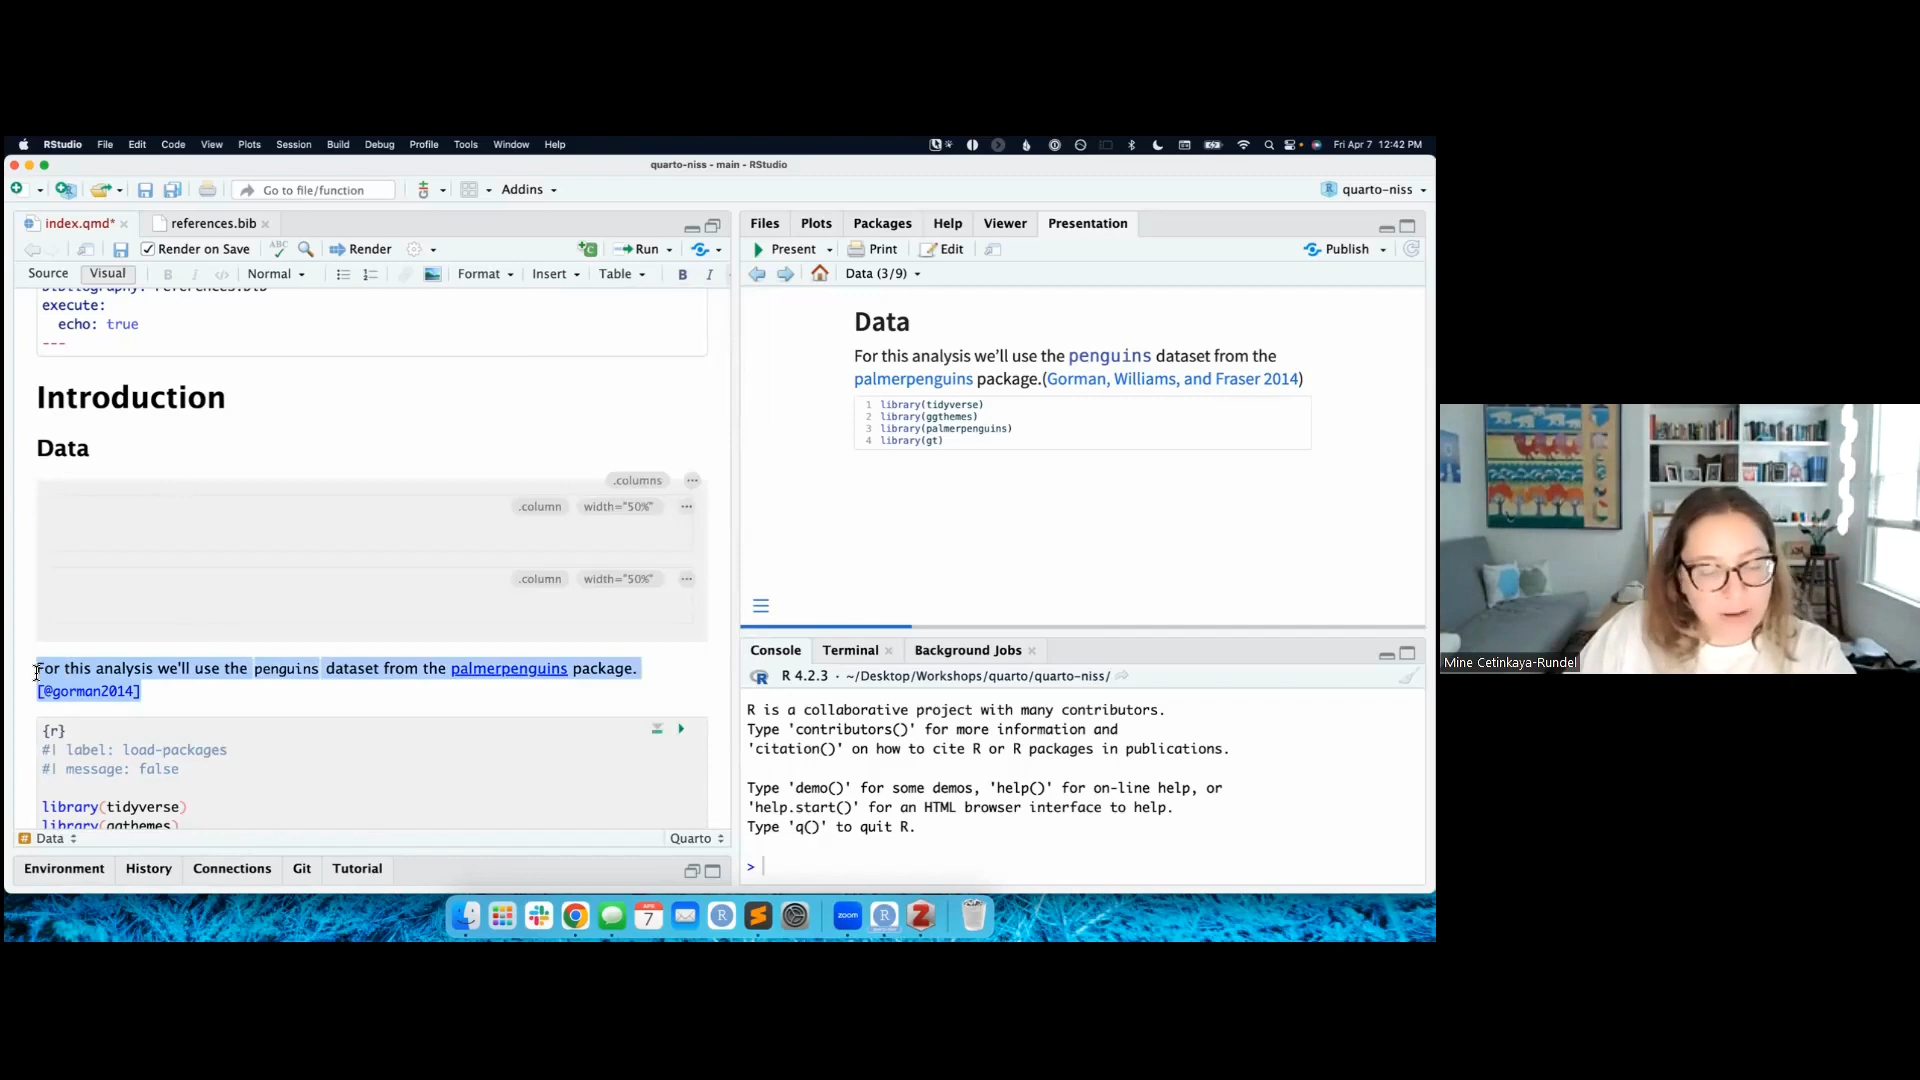 RStudio File Edit Code View Plots Session Build Debug Profile Tools Window Help Fri Apr 7 12:42 PM
quarto-niss - main - RStudio
Go to file/function Addins quarto-niss
index.qmd* references.bib
Render on Save ABC Render Run
Source Visual B I Normal Format Insert Table B I
bibliography: references.bib
execute:
echo: true
---
Introduction
Data
.columns
.column width="50%"
.column width="50%"
For this analysis we'll use the penguins dataset from the palmerpenguins package.
[@gorman2014]
{r}
#| label: load-packages
#| message: false
library(tidyverse)
library(ggthemes)
Data Quarto
Environment History Connections Git Tutorial
Files Plots Packages Help Viewer Presentation
Present Print Edit Publish
Data (3/9)
Data
For this analysis we'll use the penguins dataset from the
palmerpenguins package.(Gorman, Williams, and Fraser 2014)
1 library(tidyverse)
2 library(ggthemes)
3 library(palmerpenguins)
4 library(gt)
Console Terminal Background Jobs
R 4.2.3 · ~/Desktop/Workshops/quarto/quarto-niss/
R is a collaborative project with many contributors.
Type 'contributors()' for more information and
'citation()' on how to cite R or R packages in publications.
Type 'demo()' for some demos, 'help()' for on-line help, or
'help.start()' for an HTML browser interface to help.
Type 'q()' to quit R.
>
APR
7
zoom
Mine Cetinkaya-Rundel